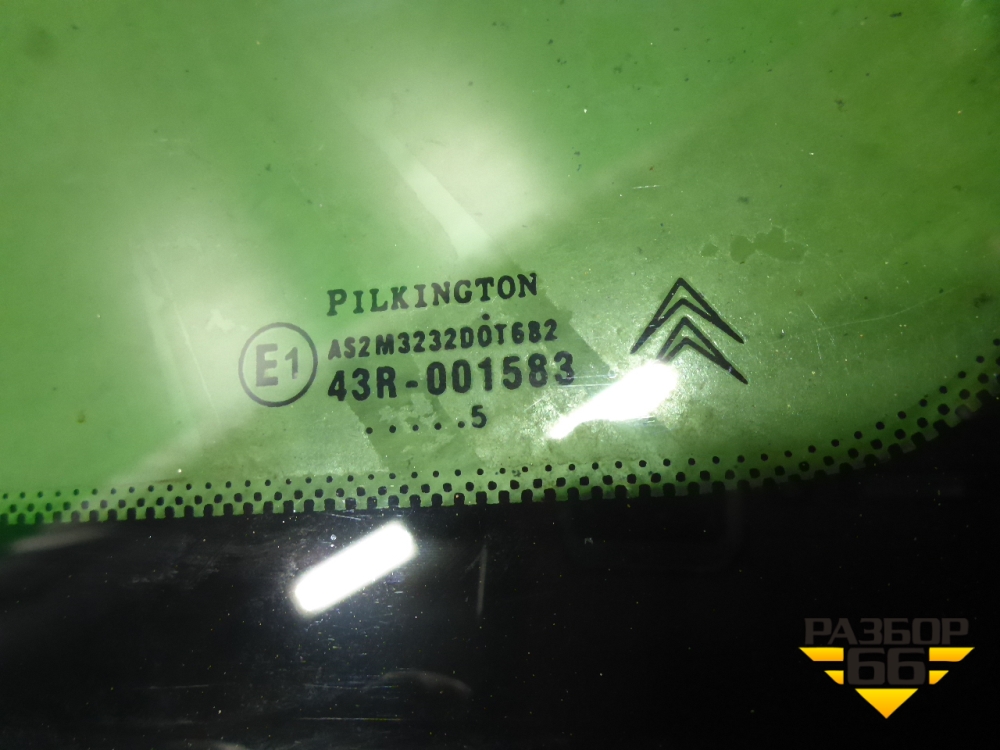 PILKINGTON
E1
AS2M3232DOT682
43R-001583
.....5
РАЗБОР
66